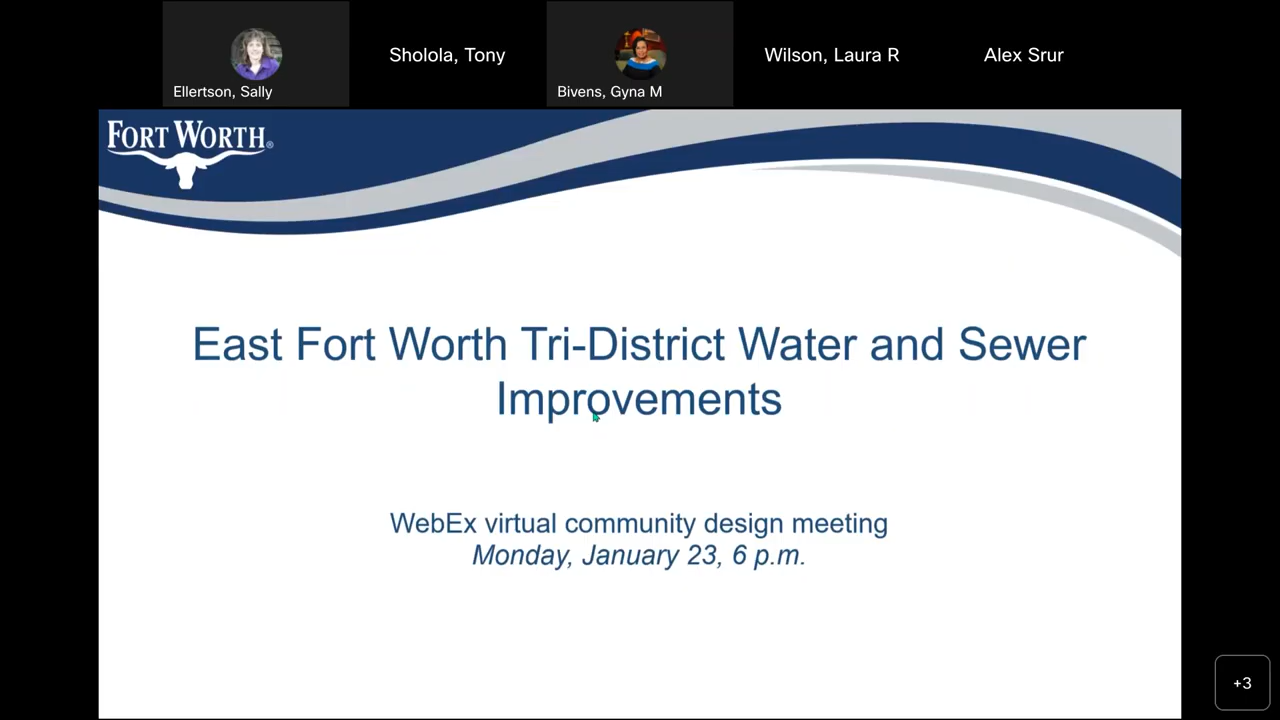 Ellertson, Sally
Sholola, Tony
Bivens, Gyna M
Wilson, Laura R
Alex Srur
FORT WORTH®
East Fort Worth Tri-District Water and Sewer
Improvements
WebEx virtual community design meeting
Monday, January 23, 6 p.m.
+3